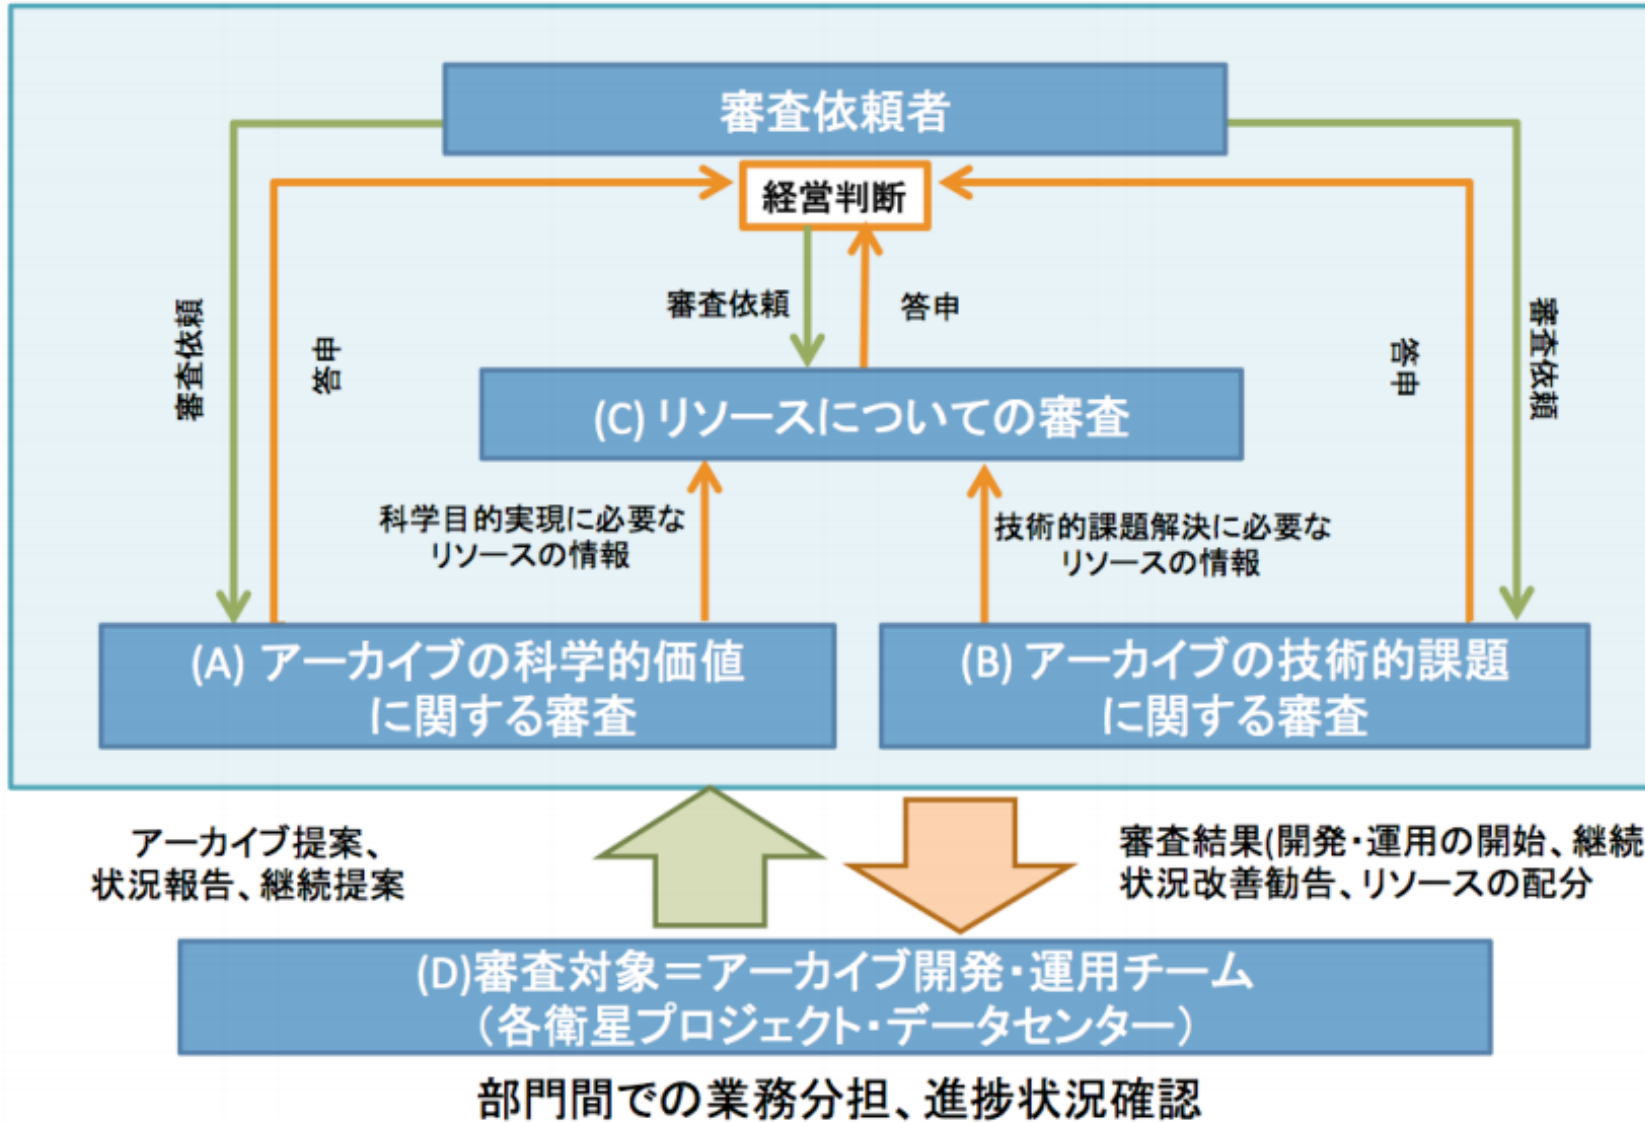 審査依頼者
経営判断
審査依頼
答申
審査依頼
答申
答申
審査依頼
(C) リソースについての審査
科学目的実現に必要な
リソースの情報
技術的課題解決に必要な
リソースの情報
(A) アーカイブの科学的価値
に関する審査
(B) アーカイブの技術的課題
に関する審査
アーカイブ提案、
状況報告、継続提案
審査結果(開発・運用の開始、継続
状況改善勧告、リソースの配分
(D)審査対象＝アーカイブ開発・運用チーム
（各衛星プロジェクト・データセンター）
部門間での業務分担、進捗状況確認